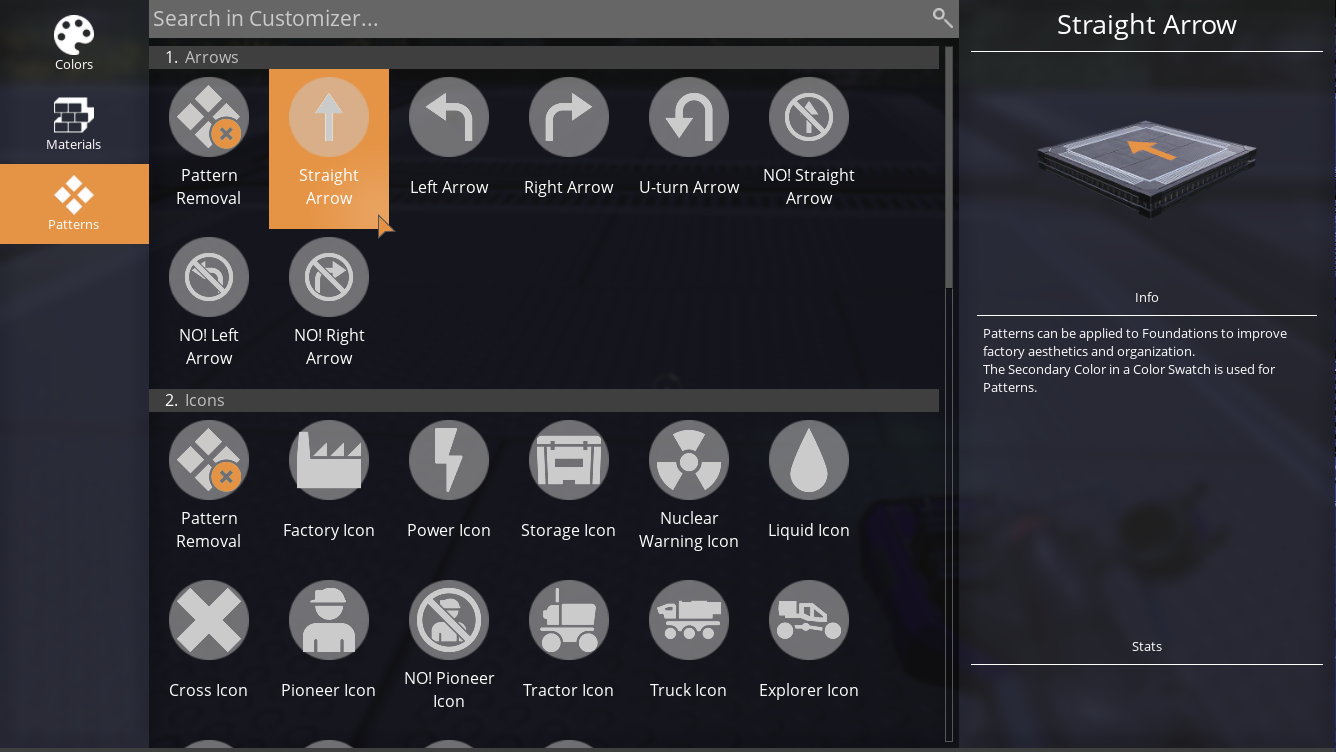 Colors
Materials
Patterns
Search in Customizer...
1. Arrows
Pattern
Removal
Straight
Arrow
Left Arrow
Right Arrow
U-turn Arrow
NO! Straight
Arrow
NO! Left
Arrow
NO! Right
Arrow
2. Icons
Pattern
Removal
Factory Icon
Power Icon
Storage Icon
Nuclear
Warning Icon
Liquid Icon
Cross Icon
Pioneer Icon
NO! Pioneer
Icon
Tractor Icon
Truck Icon
Explorer Icon
Straight Arrow
Info
Patterns can be applied to Foundations to improve
factory aesthetics and organization.
The Secondary Color in a Color Swatch is used for
Patterns.
Stats